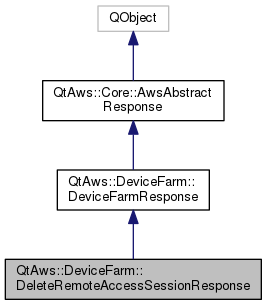 QObject
QtAws::Core::AwsAbstract
Response
QtAws::DeviceFarm::
DeviceFarmResponse
QtAws::DeviceFarm::
DeleteRemoteAccessSessionResponse